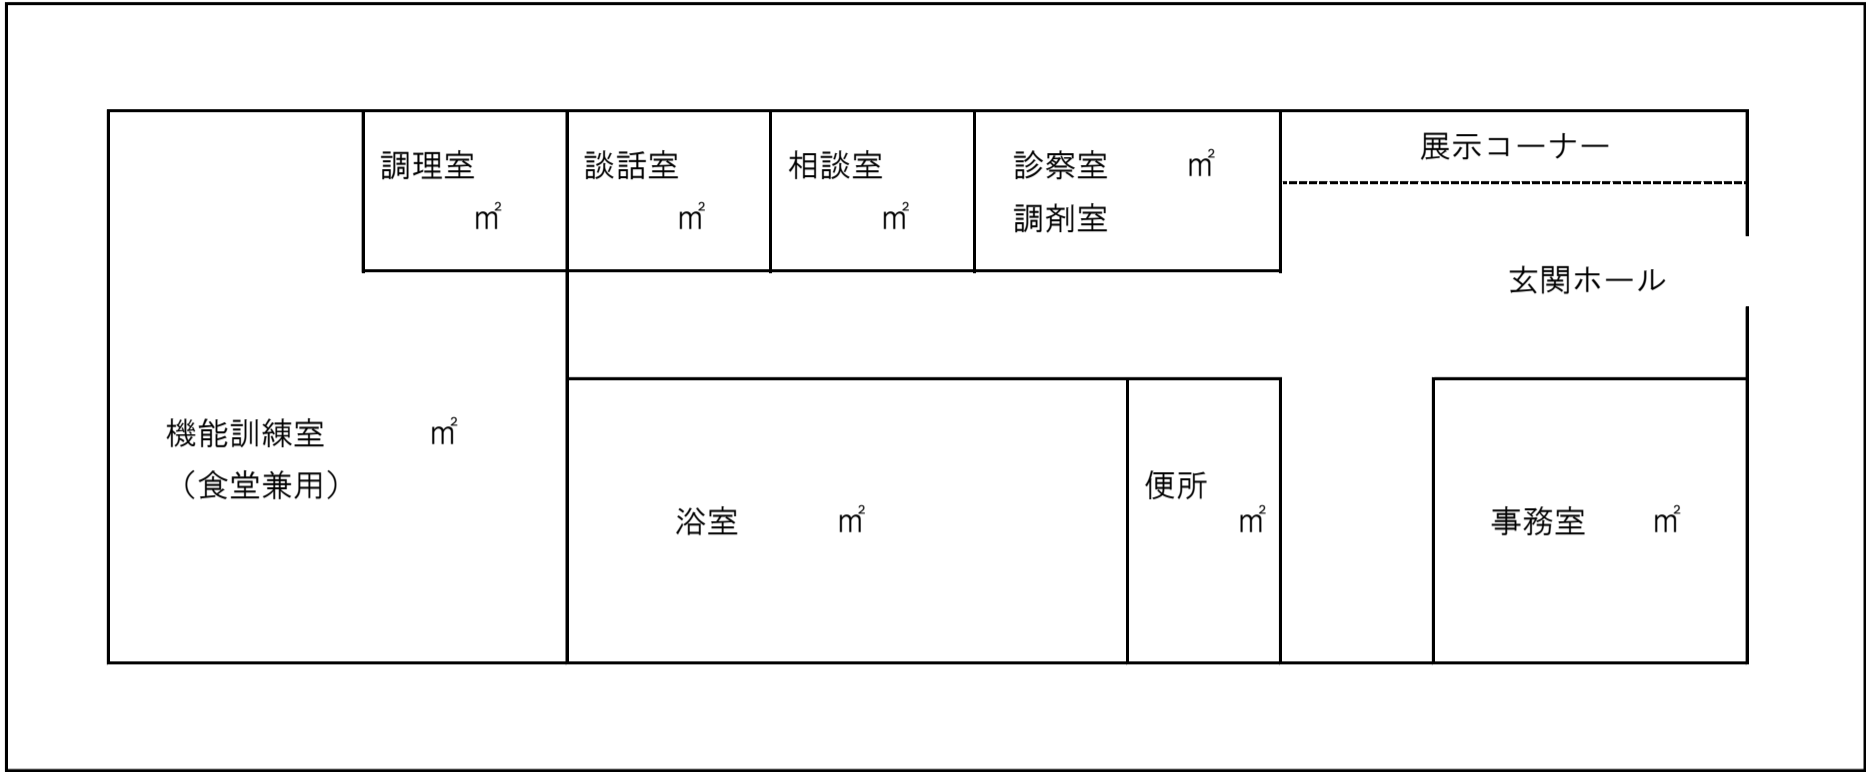 調理室
㎡
談話室
㎡
相談室
㎡
診察室 ㎡
調剤室
展示コーナー
玄関ホール
機能訓練室 ㎡
（食堂兼用）
浴室 ㎡
便所
㎡
事務室 ㎡